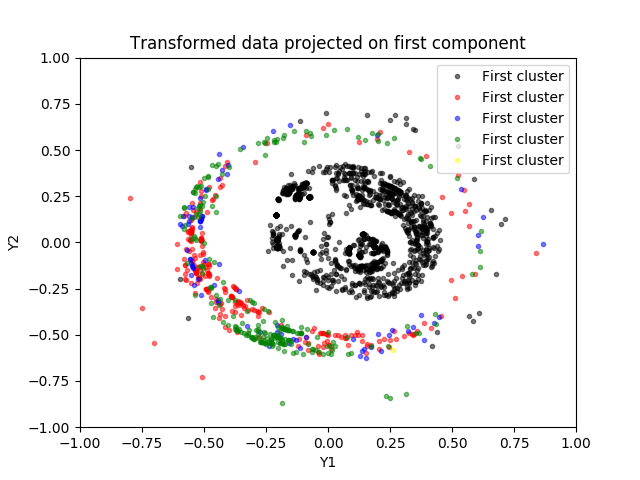 Transformed data projected on first component
1.00
0.75
0.50
0.25
0.00
−0.25
−0.50
−0.75
−1.00
Y2
First cluster
First cluster
First cluster
First cluster
First cluster
−1.00 −0.75 −0.50 −0.25 0.00 0.25 0.50 0.75 1.00
Y1